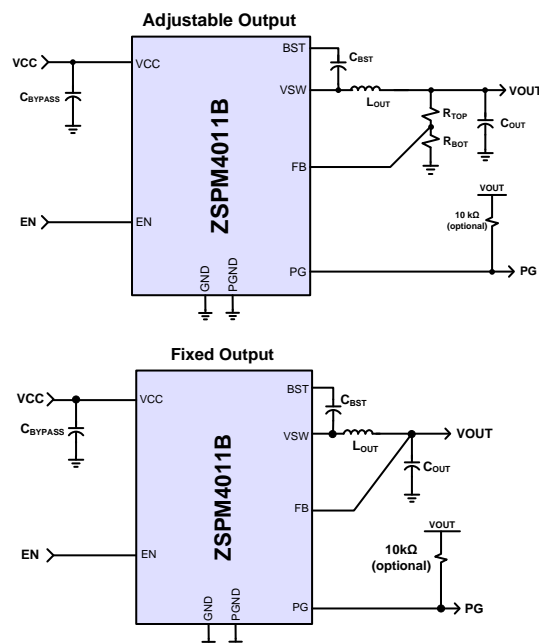 Adjustable Output
BST
VCC
VCC
CBST
CBYPASS
VSW
VOUT
LOUT
RTOP
COUT
RBOT
ZSPM4011B
FB
VOUT
10 kΩ
(optional)
EN
EN
PG
PG
GND
PGND
Fixed Output
BST
VCC
VCC
CBST
CBYPASS
VSW
VOUT
LOUT
COUT
ZSPM4011B
FB
VOUT
10kΩ
(optional)
EN
EN
PG
PG
GND
PGND